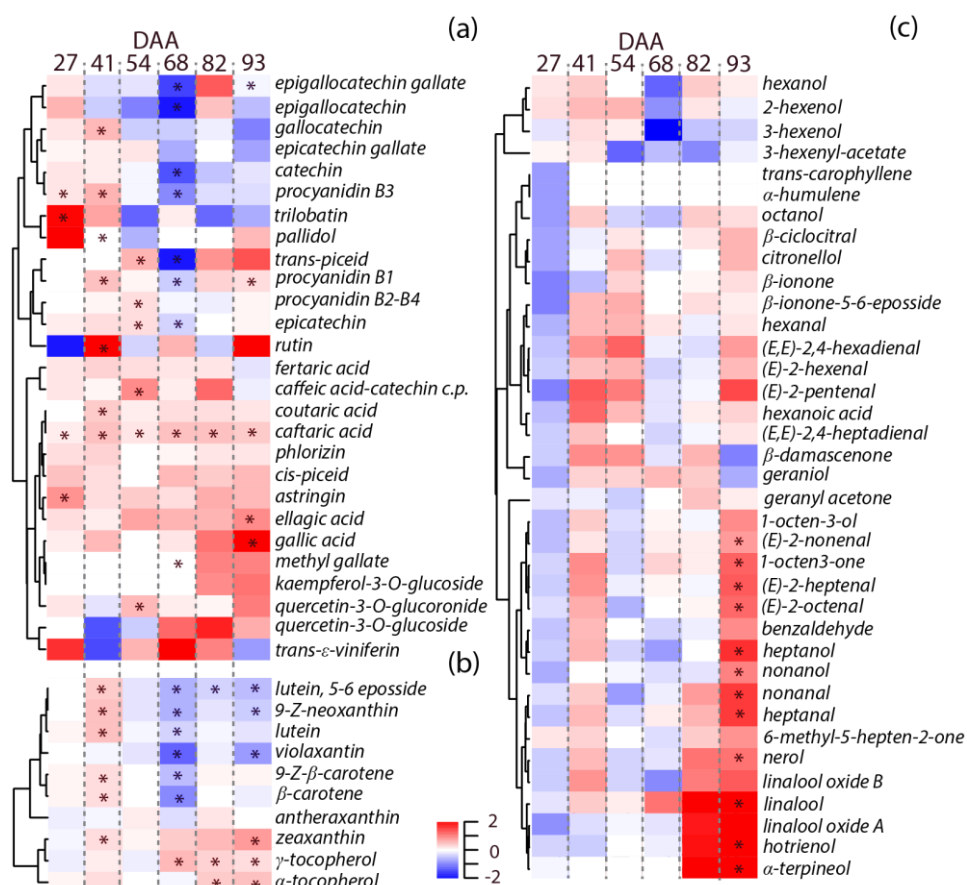 (a)
DAA
27 41 54 68 82 93
epigallocatechin gallate
epigallocatechin
gallocatechin
epicatechin gallate
catechin
procyanidin B3
trilobatin
pallidol
trans-piceid
procyanidin B1
procyanidin B2-B4
epicatechin
rutin
fertaric acid
caffeic acid-catechin c.p.
coutaric acid
caftaric acid
phlorizin
cis-piceid
astringin
ellagic acid
gallic acid
methyl gallate
kaempferol-3-O-glucoside
quercetin-3-O-glucoronide
quercetin-3-O-glucoside
trans-ε-viniferin
(b)
lutein, 5-6 eposside
9-Z-neoxanthin
lutein
violaxantin
9-Z-β-carotene
β-carotene
antheraxanthin
zeaxanthin
γ-tocopherol
α-tocopherol
2
0
-2
(c)
DAA
27 41 54 68 82 93
hexanol
2-hexenol
3-hexenol
3-hexenyl-acetate
trans-carophyllene
α-humulene
octanol
β-ciclocitral
citronellol
β-ionone
β-ionone-5-6-eposside
hexanal
(E,E)-2,4-hexadienal
(E)-2-hexenal
(E)-2-pentenal
hexanoic acid
(E,E)-2,4-heptadienal
β-damascenone
geraniol
geranyl acetone
1-octen-3-ol
(E)-2-nonenal
1-octen3-one
(E)-2-heptenal
(E)-2-octenal
benzaldehyde
heptanol
nonanol
nonanal
heptanal
6-methyl-5-hepten-2-one
nerol
linalool oxide B
linalool
linalool oxide A
hotrienol
α-terpineol